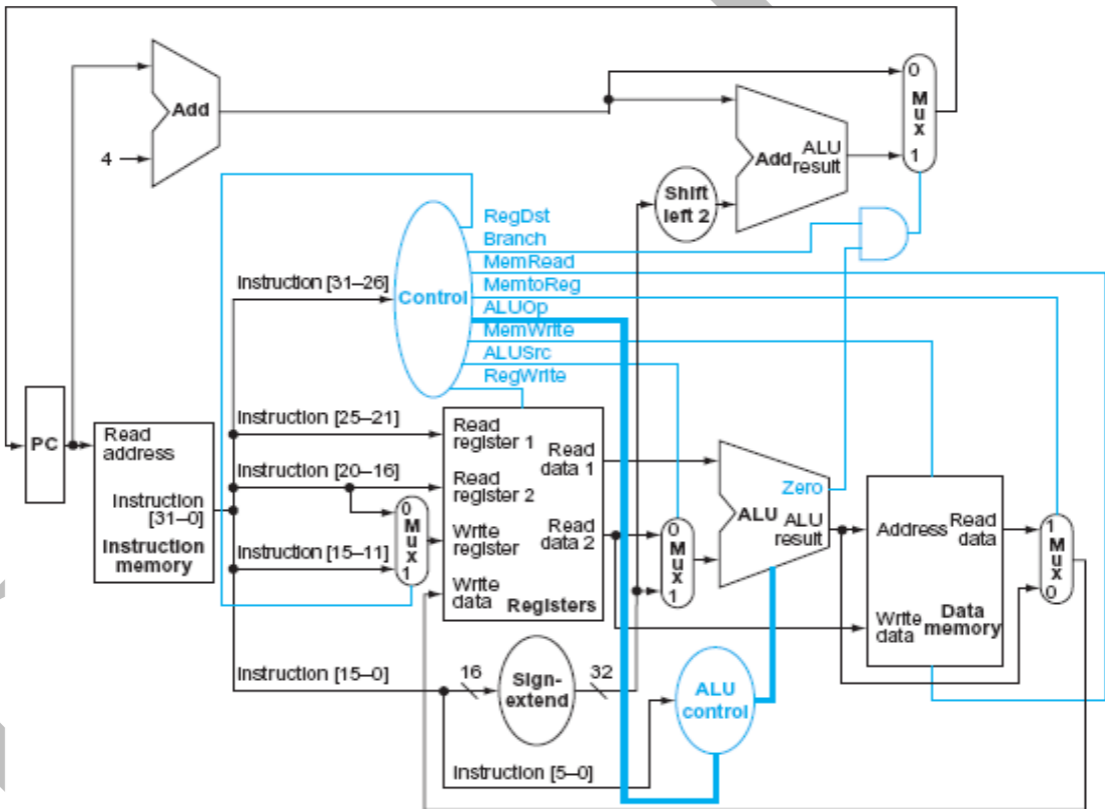 Add
4
0
Mux
1
Add ALU result
Shift left 2
RegDst
Branch
MemRead
MemtoReg
ALUOp
MemWrite
ALUSrc
RegWrite
Control
Instruction [31–26]
PC
Read address
Instruction [31–0]
Instruction memory
Instruction [25–21]
Instruction [20–16]
Instruction [15–11]
0
Mux
1
Read register 1
Read register 2
Write register
Write data
Read data 1
Read data 2
Registers
0
Mux
1
Zero
ALU
ALU result
Address
Read data
Write data
Data memory
1
Mux
0
Instruction [15–0]
16
Sign-extend
32
ALU control
Instruction [5–0]